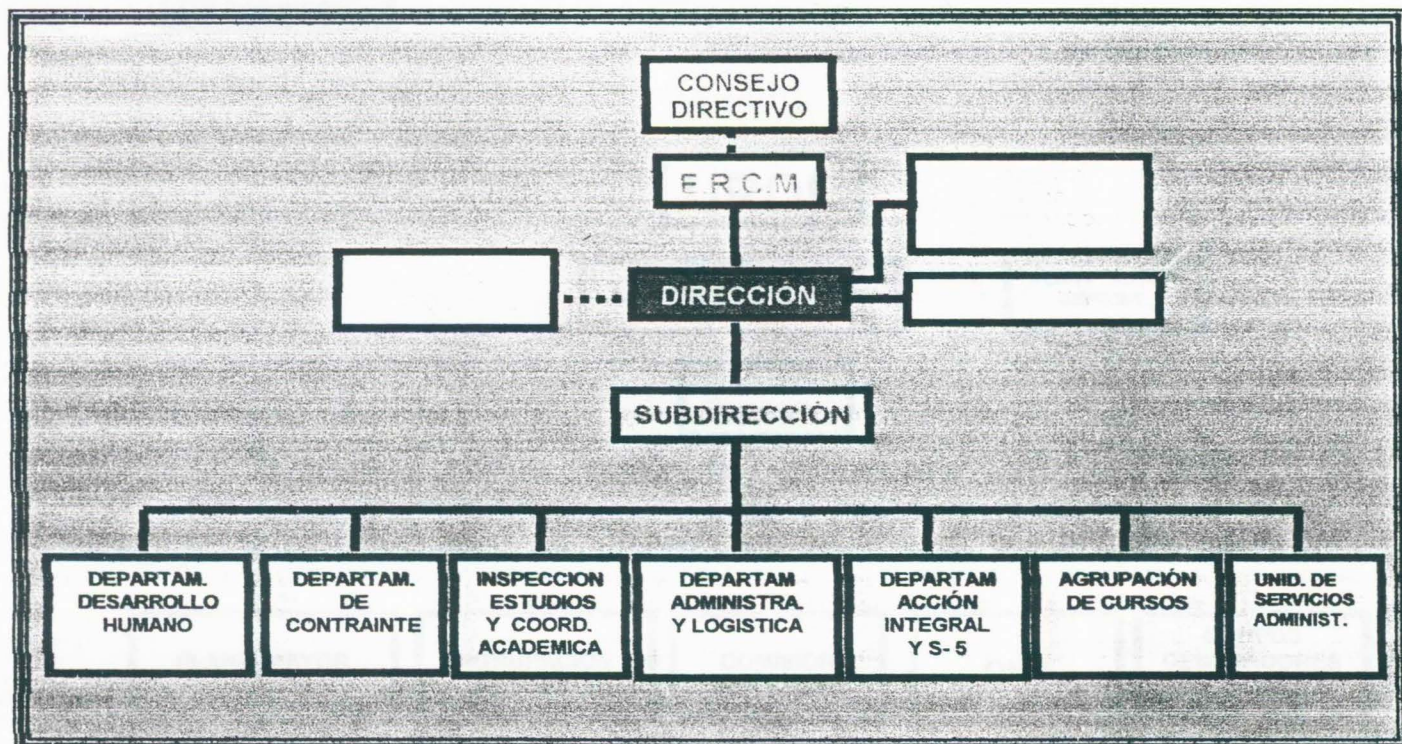 CONSEJO
DIRECTIVO
E.R.C.M
DIRECCIÓN
SUBDIRECCIÓN
DEPARTAM.
DESARROLLO
HUMANO
DEPARTAM.
DE
CONTRAINTE
INSPECCION
ESTUDIOS
Y COORD.
ACADEMICA
DEPARTAM
ADMINISTRA.
Y LOGISTICA
DEPARTAM
ACCIÓN
INTEGRAL
Y S- 5
AGRUPACIÓN
DE CURSOS
UNID. DE
SERVICIOS
ADMINIST.